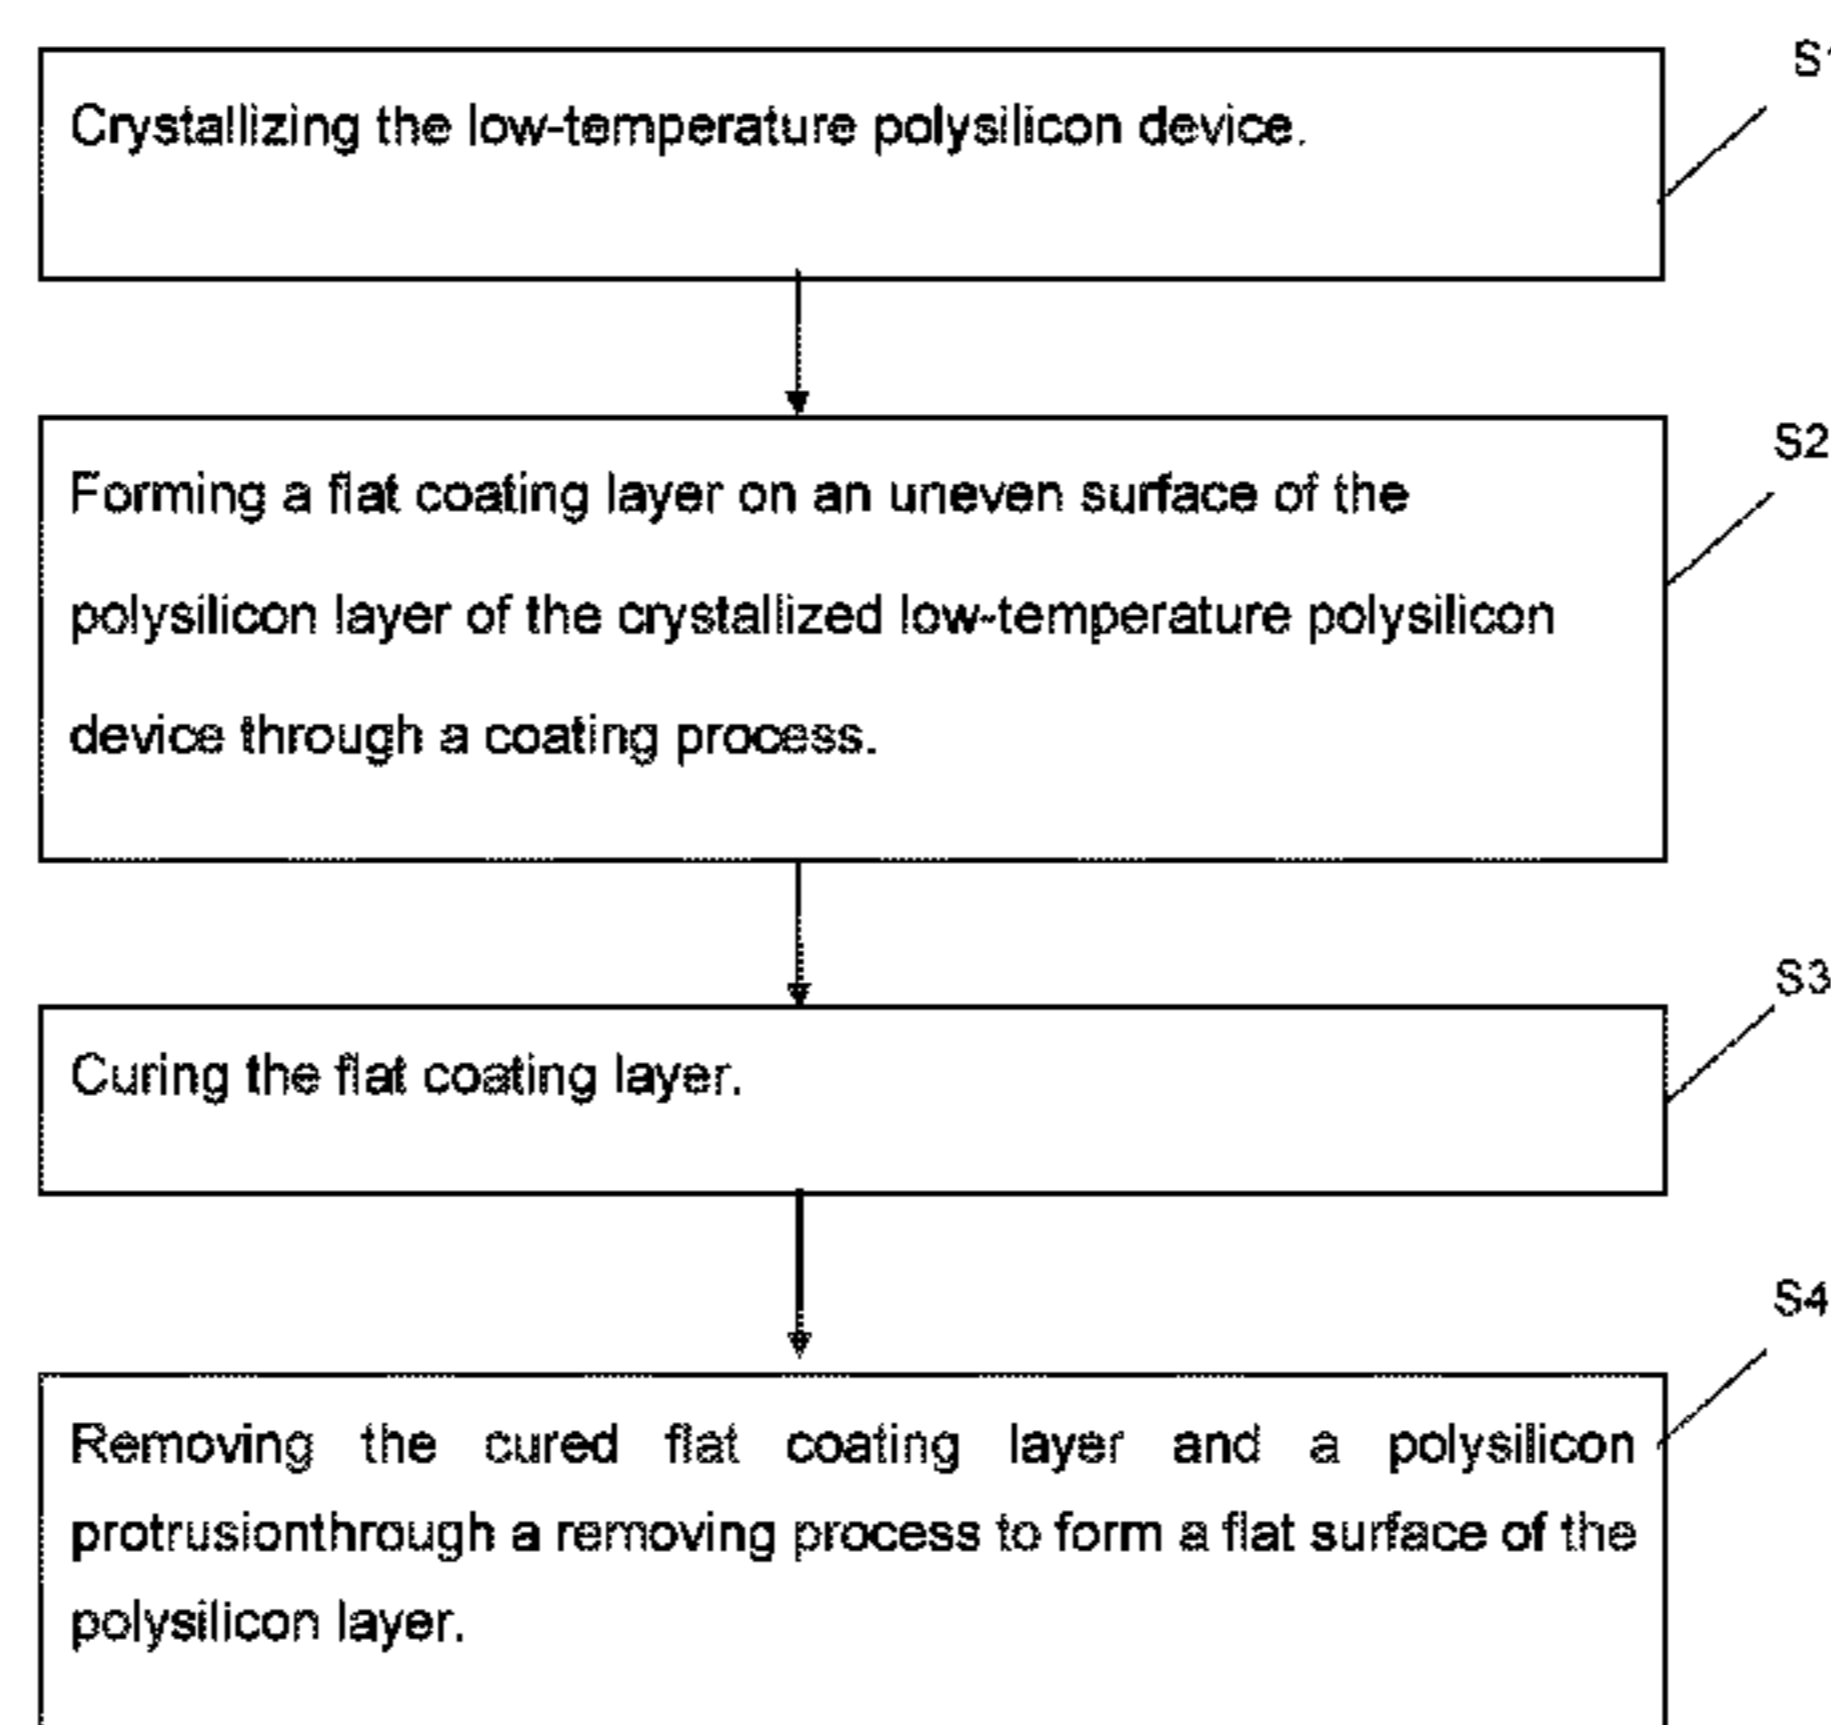 S1
Crystallizing the low-temperature polysilicon device.
S2
Forming a flat coating layer on an uneven surface of the
polysilicon layer of the crystallized low-temperature polysilicon
device through a coating process.
S3
Curing the flat coating layer.
S4
Removing the cured flat coating layer and a polysilicon
protrusionthrough a removing process to form a flat surface of the
polysilicon layer.